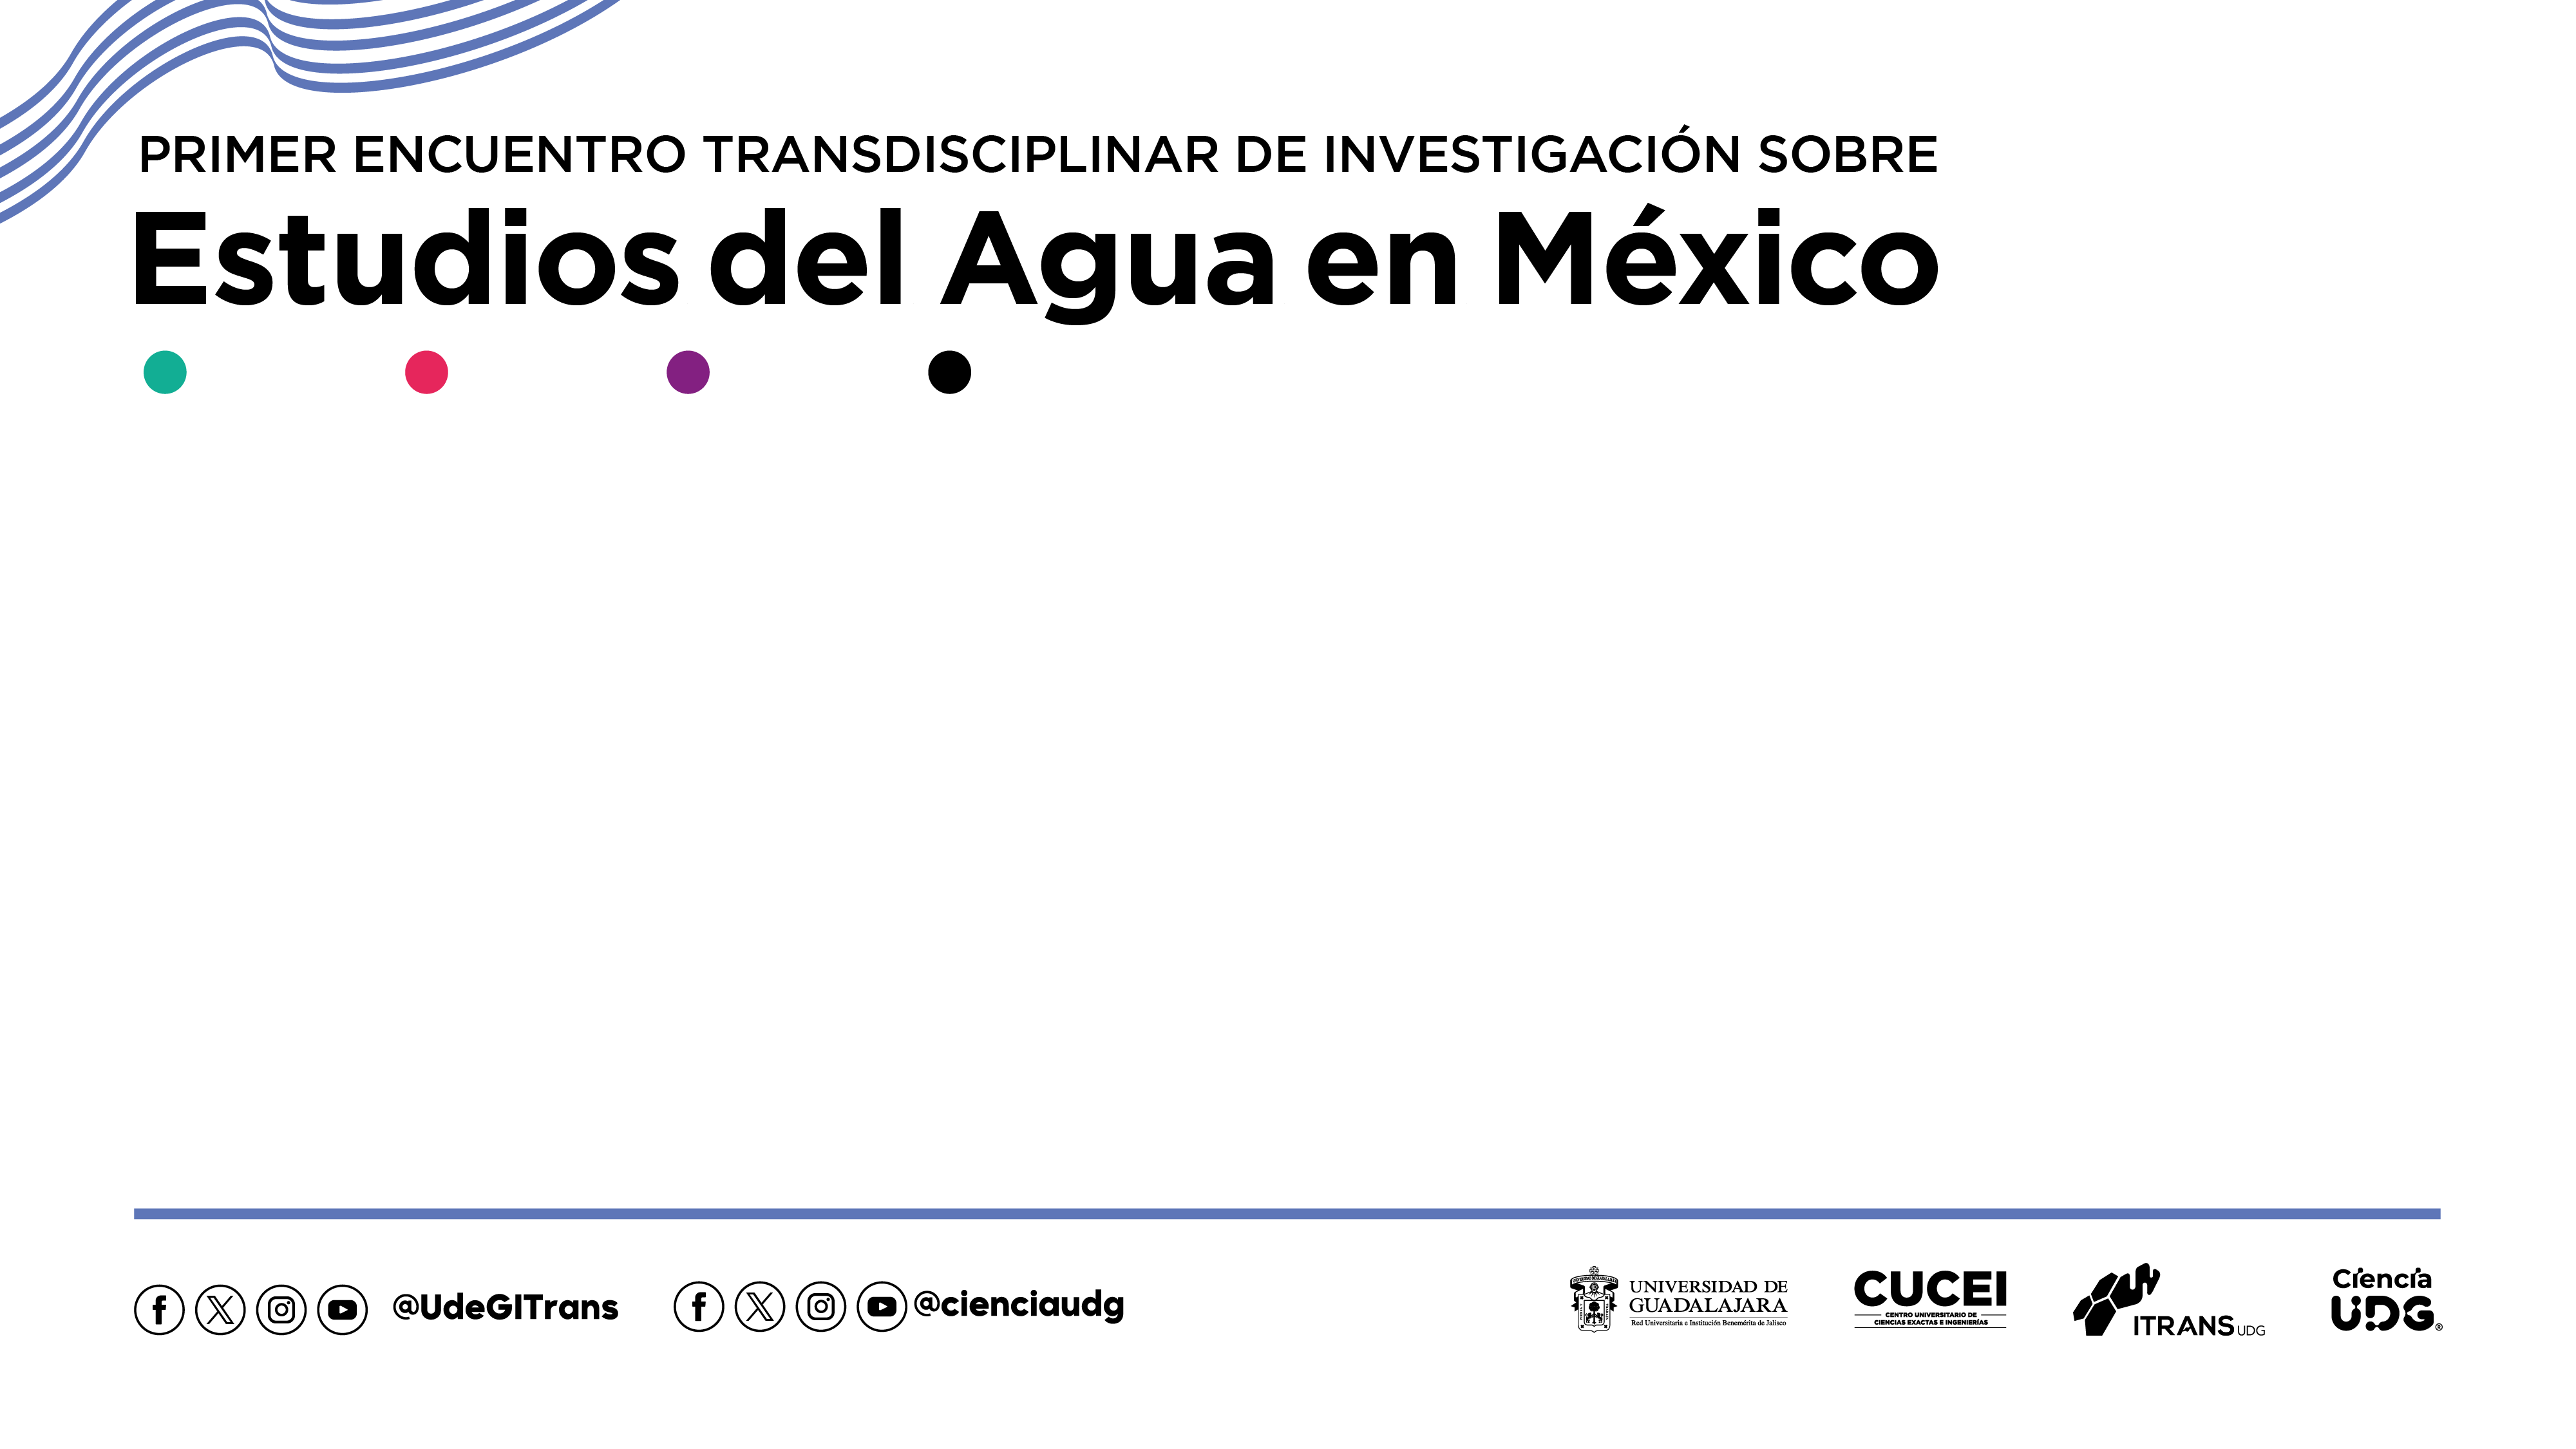 PRIMER ENCUENTRO TRANSDISCIPLINAR DE INVESTIGACIÓN SOBRE
Estudios del Agua en México
@UdeGITrans
@cienciaudg
UNIVERSIDAD DE
GUADALAJARA
Red Universitaria e Institución Benemérita de Jalisco
CUCEI
CENTRO UNIVERSITARIO DE
CIENCIAS EXACTAS E INGENIERÍAS
ITRANS UDG
Ciencia
UDG®